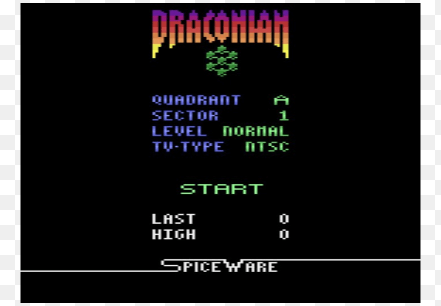 DRACONIAN
QUADRANT A
SECTOR 1
LEVEL NORMAL
TV-TYPE NTSC
START
LAST 0
HIGH 0
SPICEWARE